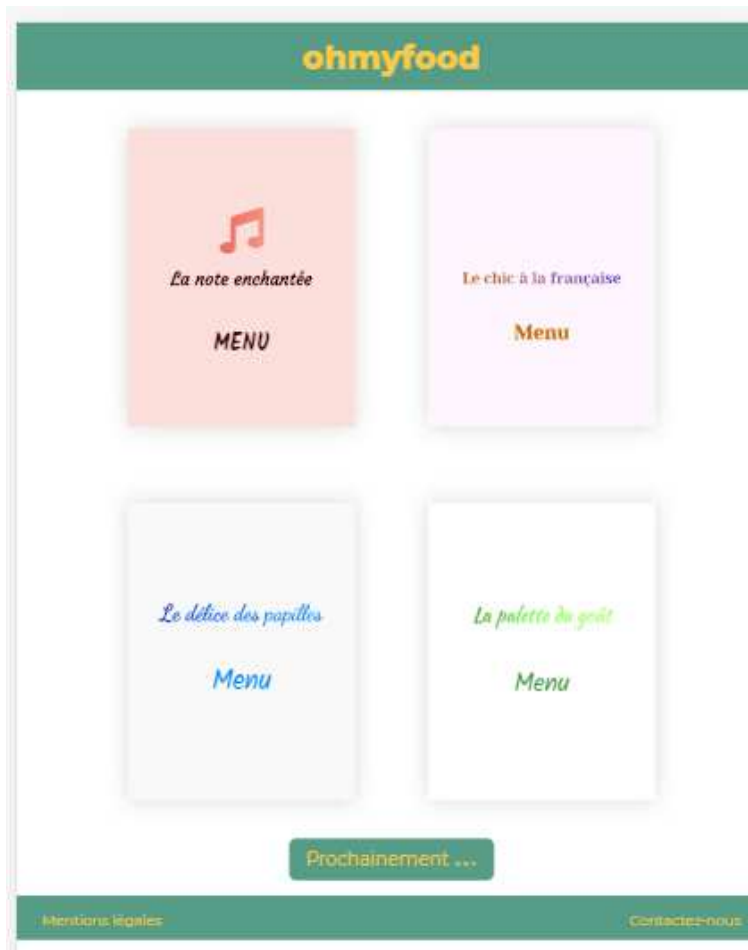 ohmyfood
La note enchantée
MENU
Le chic à la française
Menu
Le délice des papilles
Menu
La palette du goût
Menu
Prochainement ...
Mentions légales
Contactez-nous